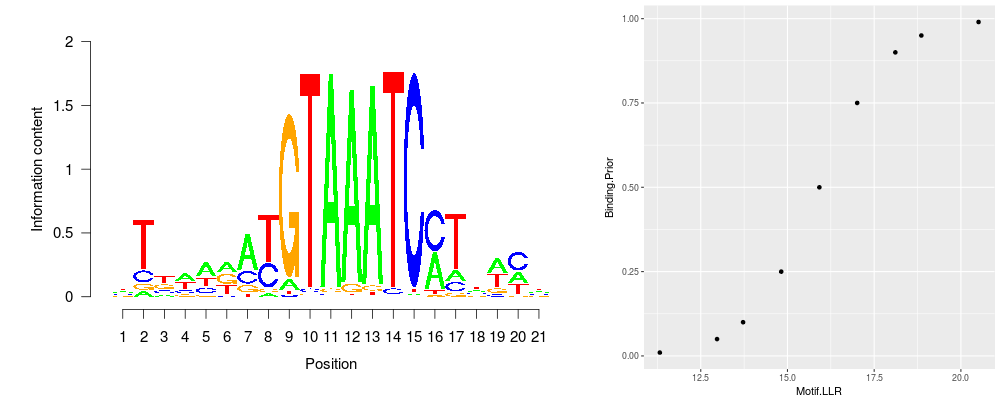 Information content
2
1.5
1
0.5
0
T C T A A A A C T C G A T A A A T C C A T A C A T C A T
1 2 3 4 5 6 7 8 9 10 11 12 13 14 15 16 17 18 19 20 21
Position
Binding.Prior
1.00
0.75
0.50
0.25
0.00
12.5 15.0 17.5 20.0
Motif.LLR